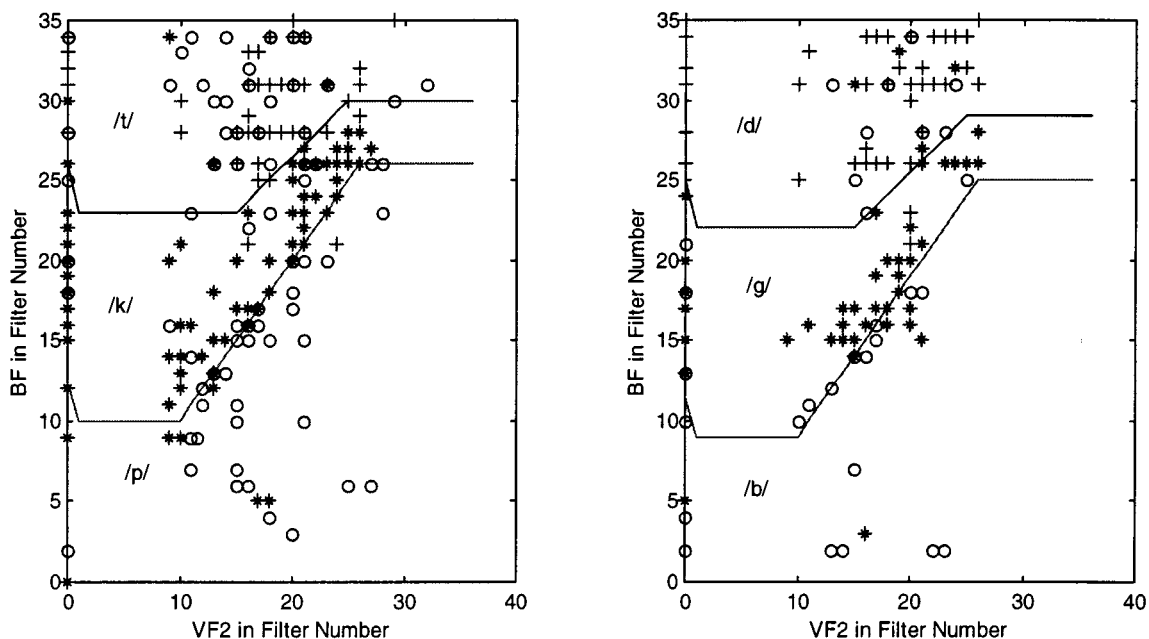 35
30
25
20
15
10
5
0
BF in Filter Number
/t/
/k/
/p/
0 10 20 30 40
VF2 in Filter Number
35
30
25
20
15
10
5
0
BF in Filter Number
/d/
/g/
/b/
0 10 20 30 40
VF2 in Filter Number